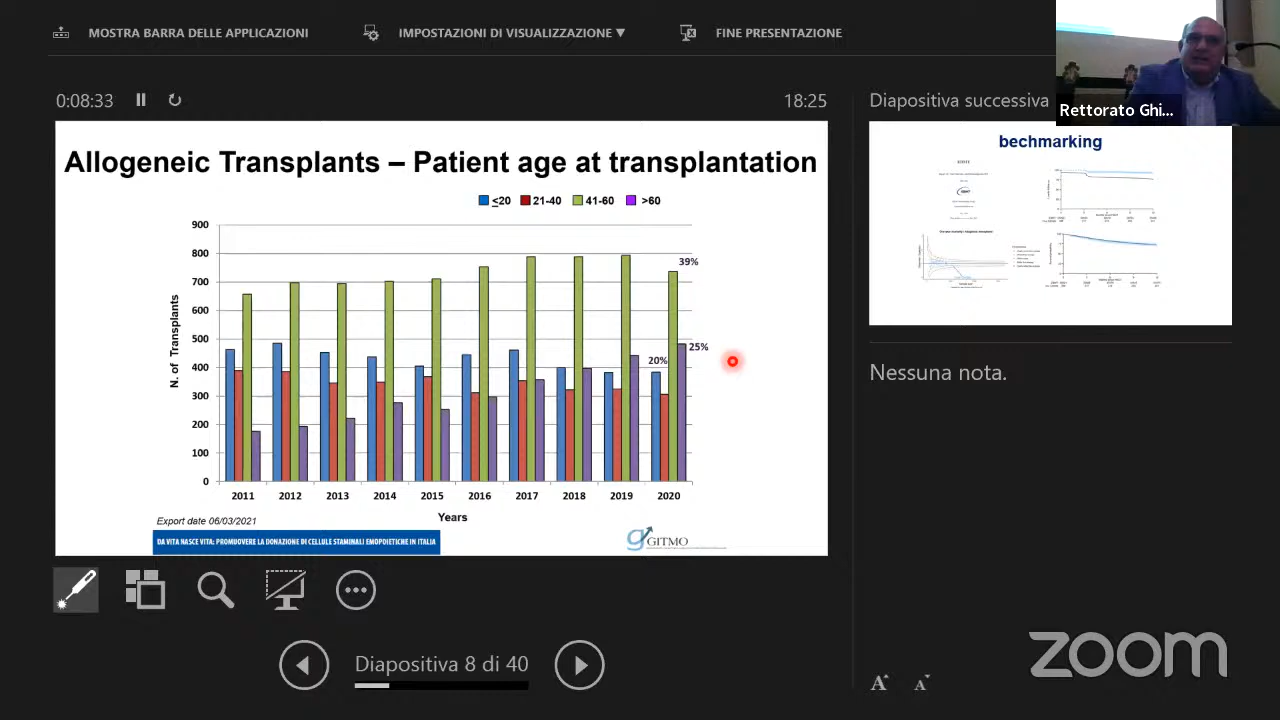 MOSTRA BARRA DELLE APPLICAZIONI
IMPOSTAZIONI DI VISUALIZZAZIONE ▼
FINE PRESENTAZIONE
0:08:33
18:25
Diapositiva successiva
Rettorato Ghi...
Allogeneic Transplants – Patient age at transplantation
≤20 21-40 41-60 >60
900
800
700
600
500
400
300
200
100
0
N. of Transplants
39%
25%
20%
2011 2012 2013 2014 2015 2016 2017 2018 2019 2020
Years
Export date 06/03/2021
DA VITA NASCE VITA: PROMUOVERE LA DONAZIONE DI CELLULE STAMINALI EMOPOIETICHE IN ITALIA
GITMO
bechmarking
Nessuna nota.
Diapositiva 8 di 40
A A
zoom